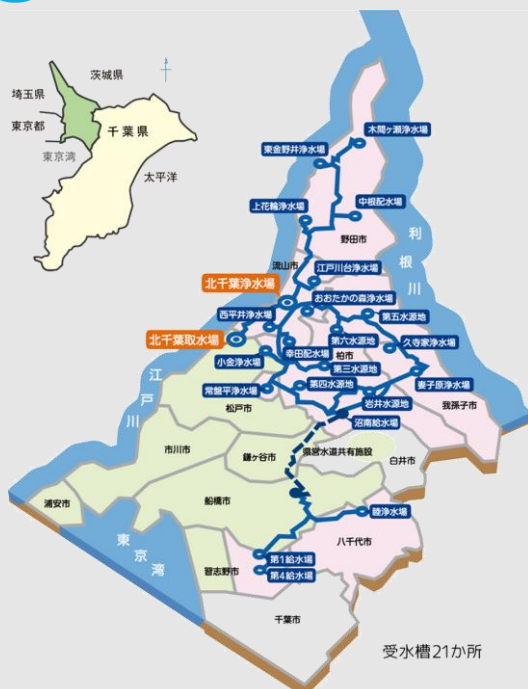 茨城県
埼玉県
東京都
千葉県
東京湾
太平洋
木間ヶ瀬浄水場
東金野井浄水場
上花輪浄水場
中根配水場
野田市
利根川
流山市
江戸川台浄水場
北千葉浄水場
おおたかの森浄水場
西平井浄水場
第五水源地
北千葉取水場
第六水源地
久寺家浄水場
幸田配水場
柏市
小金浄水場
第三水源地
妻子原浄水場
常盤平浄水場
第四水源地
岩井水源地
我孫子市
江戸川
松戸市
沼南給水場
市川市
鎌ヶ谷市
県営水道共有施設
白井市
浦安市
船橋市
睦浄水場
東京湾
八千代市
習志野市
第1給水場
第4給水場
千葉市
受水槽21か所